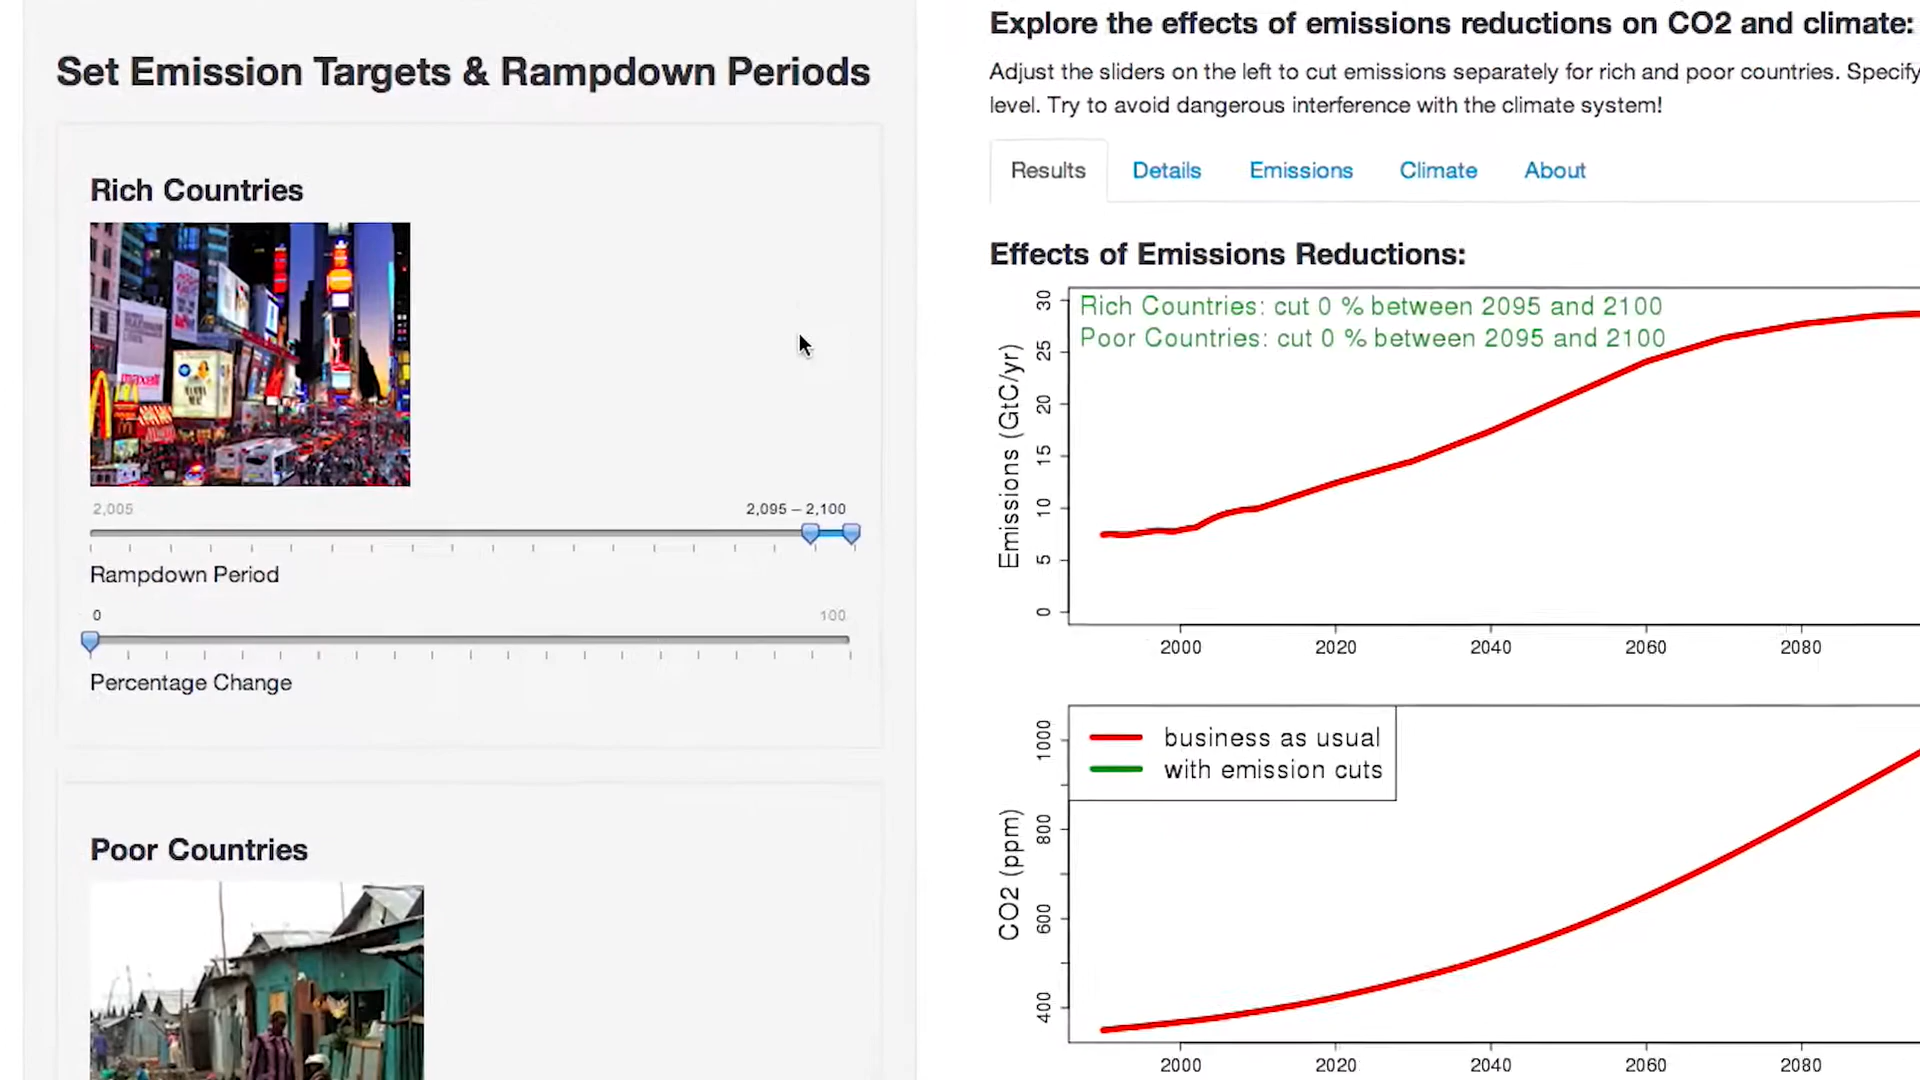 Set Emission Targets & Rampdown Periods
Rich Countries
maxell
2,005
2,095 – 2,100
Rampdown Period
0
100
Percentage Change
Poor Countries
Explore the effects of emissions reductions on CO2 and climate:
Adjust the sliders on the left to cut emissions separately for rich and poor countries. Specify
level. Try to avoid dangerous interference with the climate system!
Results
Details
Emissions
Climate
About
Effects of Emissions Reductions:
Rich Countries: cut 0 % between 2095 and 2100
Poor Countries: cut 0 % between 2095 and 2100
Emissions (GtC/yr)
30
25
20
15
10
5
0
2000
2020
2040
2060
2080
business as usual
with emission cuts
CO2 (ppm)
1000
800
600
400
2000
2020
2040
2060
2080